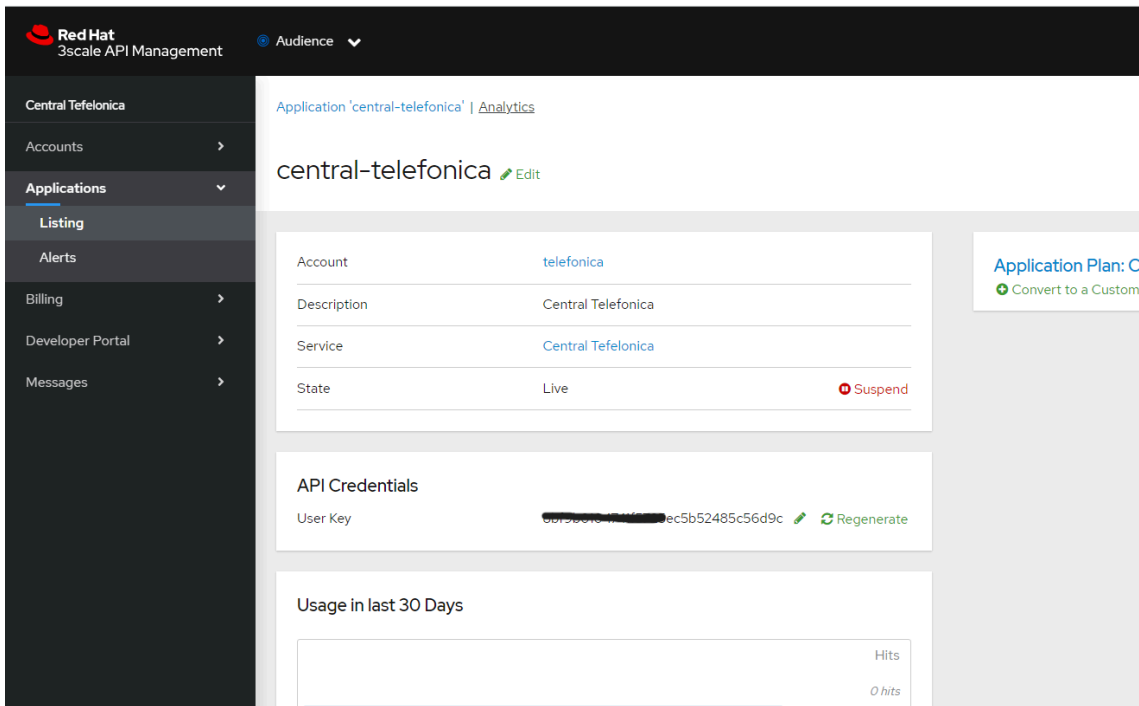 Red Hat
3scale API Management
Audience
Central Tefelonica
Accounts
Applications
Listing
Alerts
Billing
Developer Portal
Messages
Application 'central-telefonica' | Analytics
central-telefonica Edit
Account telefonica
Description Central Telefonica
Service Central Tefelonica
State Live Suspend
API Credentials
User Key ec5b52485c56d9c Regenerate
Usage in last 30 Days
Hits
0 hits
Application Plan: C
Convert to a Custom